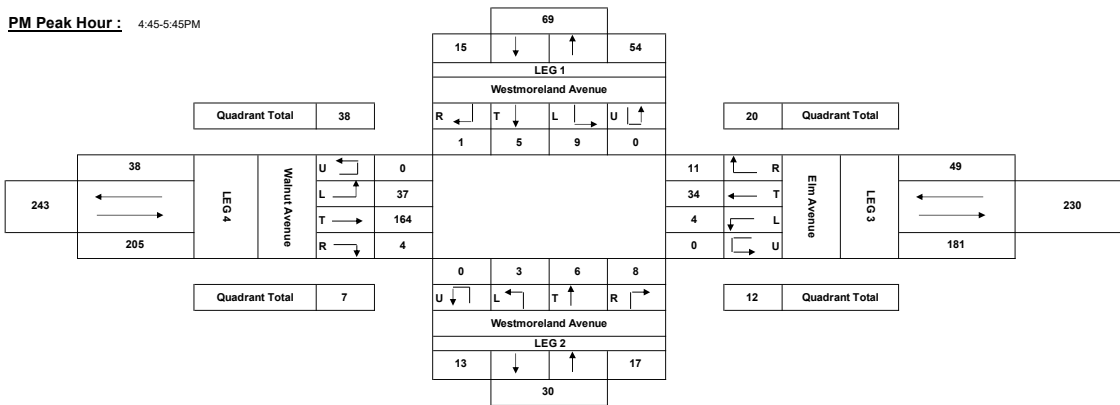 PM Peak Hour : 4:45-5:45PM
69
15 54
LEG 1
Westmoreland Avenue
Quadrant Total 38
R T L U
20 Quadrant Total
1 5 9 0
38
U 0
11 R
49
243
LEG 4
Walnut Avenue
L 37
34 T
Elm Avenue
LEG 3
230
T 164
4 L
205
R 4
0 U
181
0 3 6 8
Quadrant Total 7
U L T R
12 Quadrant Total
Westmoreland Avenue
LEG 2
13 17
30